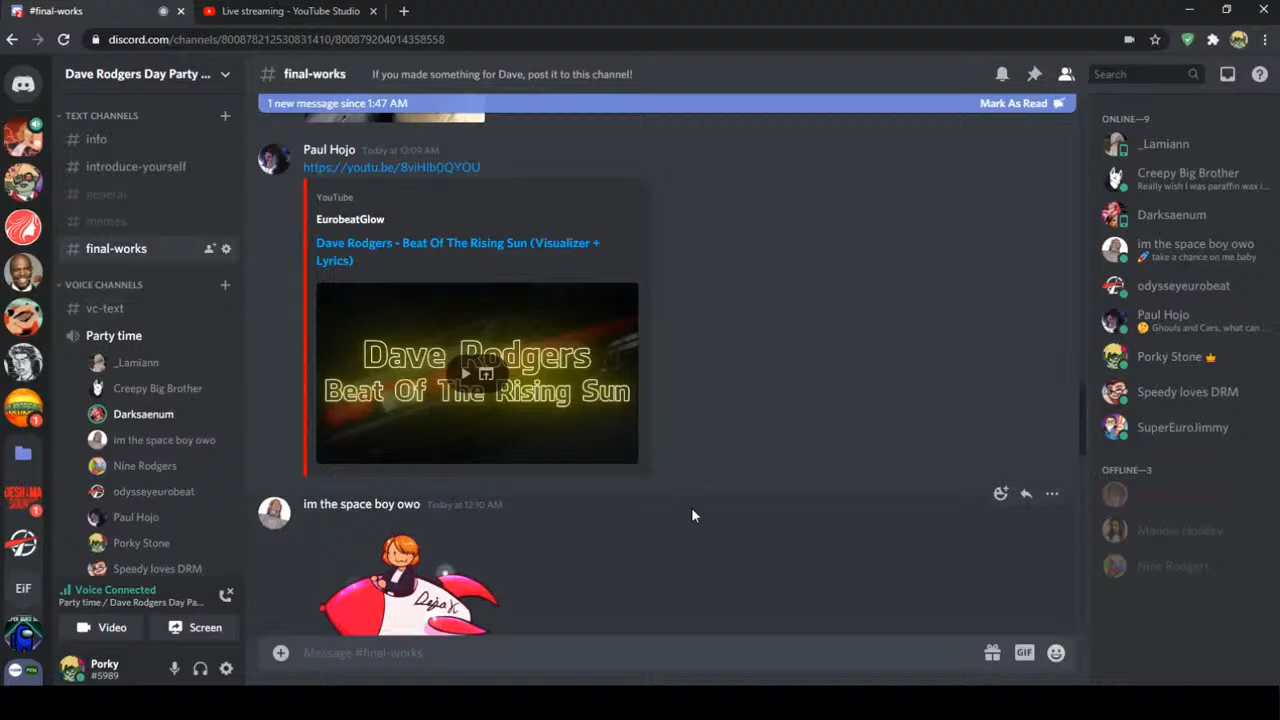 #final-works
Live streaming - YouTube Studio
discord.com/channels/800878212530831410/800879204014358558
Dave Rodgers Day Party ...
final-works
If you made something for Dave, post it to this channel!
Search
1 new message since 1:47 AM
Mark As Read
TEXT CHANNELS
info
introduce-yourself
general
memes
final-works
VOICE CHANNELS
vc-text
Party time
_Lamiann
Creepy Big Brother
Darksaenum
im the space boy owo
Nine Rodgers
odysseyeurobeat
Paul Hojo
Porky Stone
Speedy loves DRM
Voice Connected
Party time / Dave Rodgers Day Pa...
Video
Screen
Porky
#5989
EiF
1
1
Paul Hojo
Today at 12:09 AM
https://youtu.be/8viHIb0QYOU
YouTube
EurobeatGlow
Dave Rodgers - Beat Of The Rising Sun (Visualizer +
Lyrics)
Dave Rodgers
Beat Of The Rising Sun
im the space boy owo
Today at 12:10 AM
Message #final-works
GIF
ONLINE—9
_Lamiann
Creepy Big Brother
Really wish I was paraffin wax i...
Darksaenum
im the space boy owo
take a chance on me baby
odysseyeurobeat
Paul Hojo
Ghouls and Cars, what can ...
Porky Stone
Speedy loves DRM
SuperEuroJimmy
OFFLINE—3
Nine Rodgers